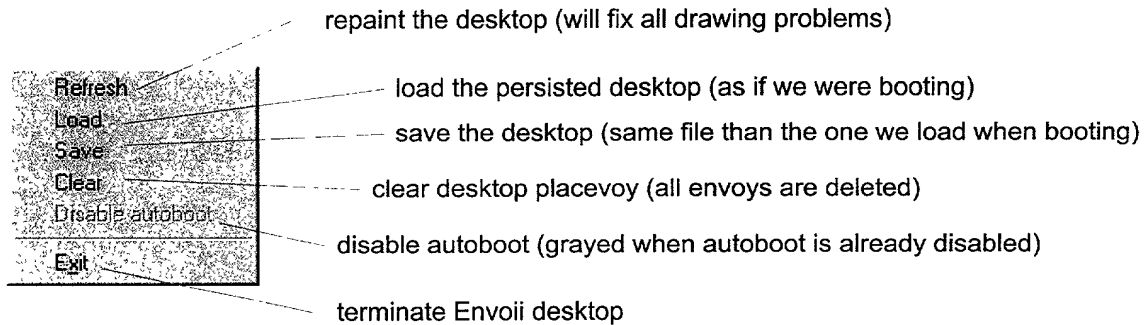 repaint the desktop (will fix all drawing problems)
Refresh
load the persisted desktop (as if we were booting)
Load
save the desktop (same file than the one we load when booting)
Save
clear desktop placevoy (all envoys are deleted)
Clear
Disable autoboot
disable autoboot (grayed when autoboot is already disabled)
Exit
terminate Envoii desktop